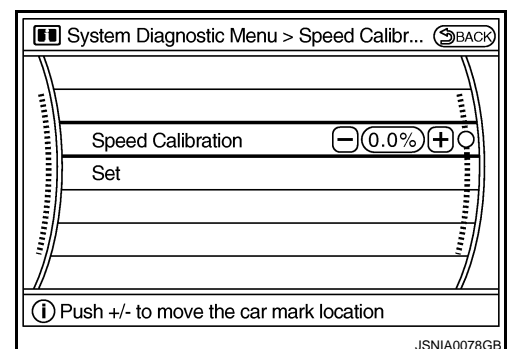 System Diagnostic Menu > Speed Calibr... BACK
Speed Calibration − 0.0% +
Set
i Push +/- to move the car mark location
JSNIA0078GB